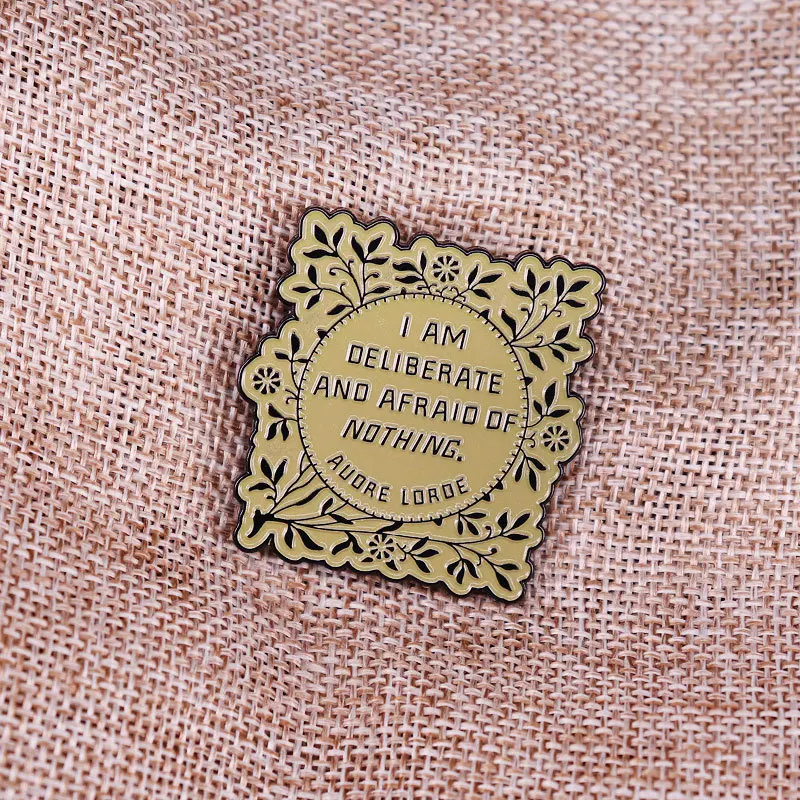 I AM
DELIBERATE
AND AFRAID OF
NOTHING.
AUDRE LORDE